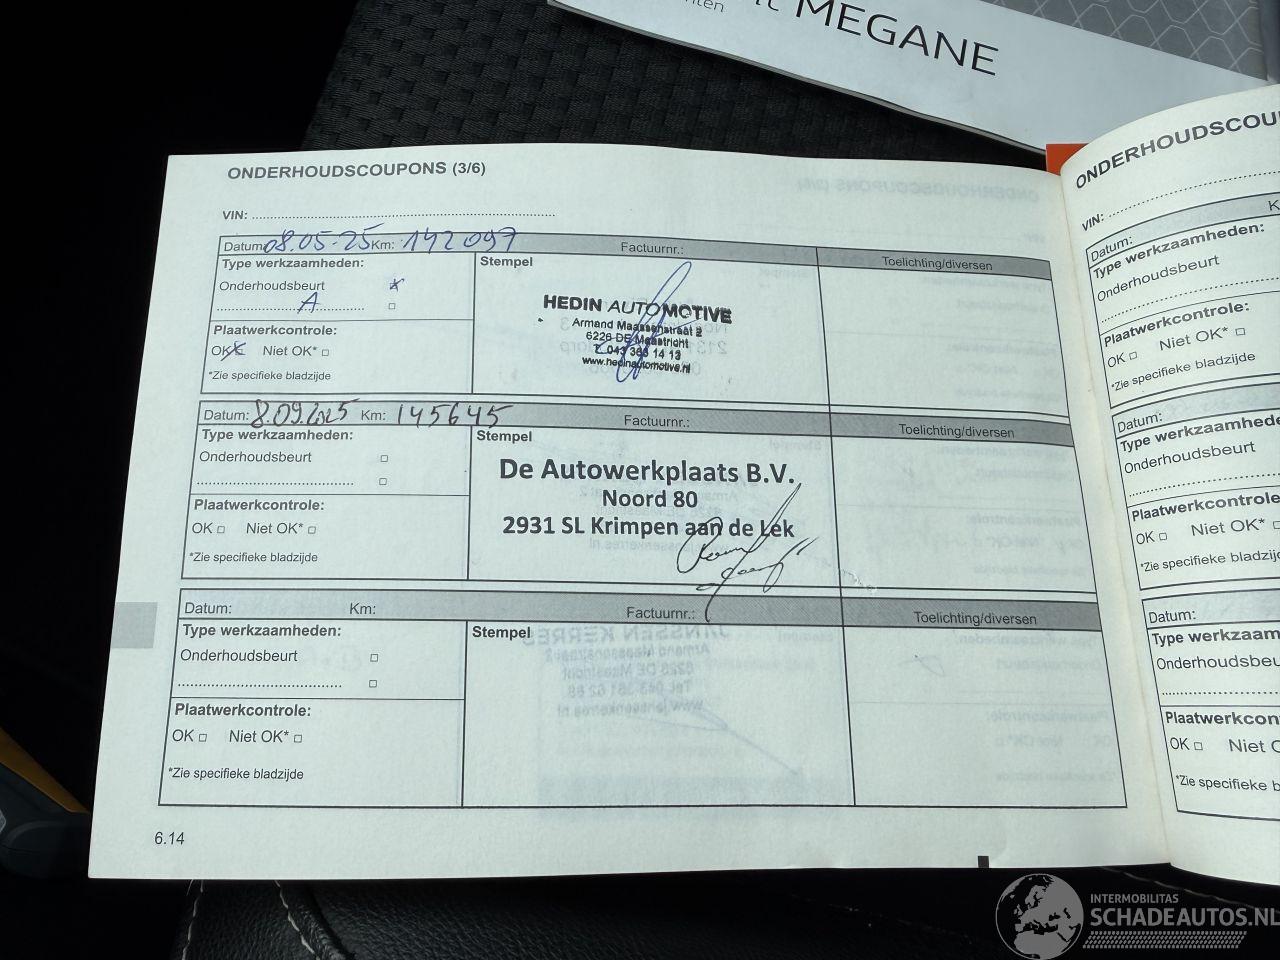 MEGANE
ONDERHOUDSCOUPONS (3/6)
VIN:
Datum: 08.05-25 Km: 142097 Factuurnr.: Toelichting/diversen
Type werkzaamheden:
Onderhoudsbeurt
A
Plaatwerkcontrole:
OK Niet OK*
*Zie specifieke bladzijde
Stempel
HEDIN AUTOMOTIVE
Armand Maassenstraat 2
6226 DE Maastricht
T. 043 363 14 13
www.hedinautomotive.nl
Datum: 8.09.2025 Km: 145645 Factuurnr.: Toelichting/diversen
Type werkzaamheden:
Onderhoudsbeurt
Plaatwerkcontrole:
OK Niet OK*
*Zie specifieke bladzijde
Stempel
De Autowerkplaats B.V.
Noord 80
2931 SL Krimpen aan de Lek
Datum: Km: Factuurnr.: Toelichting/diversen
Type werkzaamheden:
Onderhoudsbeurt
Plaatwerkcontrole:
OK Niet OK*
*Zie specifieke bladzijde
Stempel
6.14
ONDERHOUDSCOU
VIN:
Datum:
Type werkzaamheden:
Onderhoudsbeurt
Plaatwerkcontrole:
OK Niet OK*
*Zie specifieke bladzijde
Datum:
Type werkzaamhede
Onderhoudsbeurt
Plaatwerkcontrole:
OK Niet OK*
*Zie specifieke bladzijd
Datum:
Type werkzaam
Onderhoudsbeu
Plaatwerkcon
OK Niet O
*Zie specifieke
INTERMOBILITAS
SCHADEAUTOS.NL